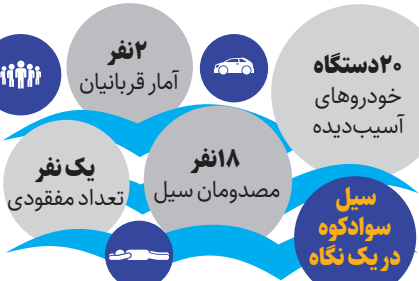 ۲۰دستگاه
خودروهای
آسیب‌دیده
۲نفر
آمار قربانیان
۱۸نفر
مصدومان سیل
یک نفر
تعداد مفقودی
سیل
سوادکوه
در یک نگاه